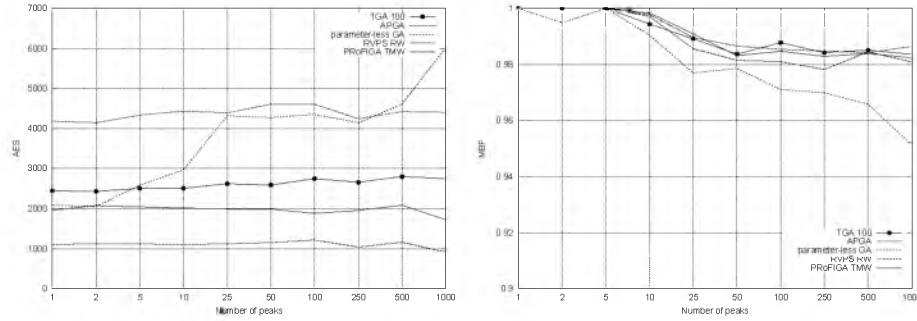 7000
6000
5000
4000
3000
2000
1000
0
AES
1 2 5 10 25 50 100 250 500 1000
Number of peaks
TGA 100
APGA
parameter-less GA
RVPS RW
PRoFIGA TMW
1
0.98
0.96
0.94
0.92
0.9
MBF
1 2 5 10 25 50 100 250 500 100
Number of peaks
TGA 100
APGA
parameter-less GA
RVPS RW
PRoFIGA TMW